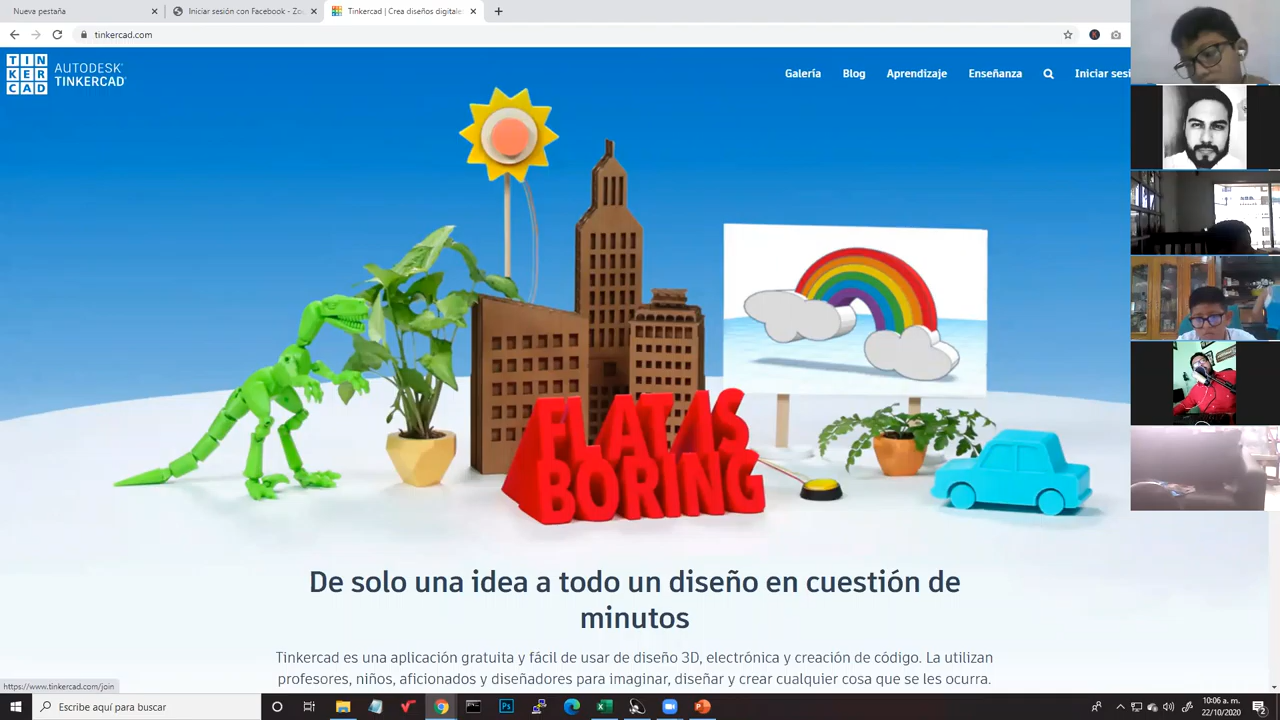 Nueva pestaña
Iniciar sesión con Facebook - Zo
Tinkercad | Crea diseños digitale
tinkercad.com
TIN
KER
CAD
AUTODESK
TINKERCAD
Galería Blog Aprendizaje Enseñanza Iniciar sesi
FLAT AS
BORING
De solo una idea a todo un diseño en cuestión de
minutos
Tinkercad es una aplicación gratuita y fácil de usar de diseño 3D, electrónica y creación de código. La utilizan
profesores, niños, aficionados y diseñadores para imaginar, diseñar y crear cualquier cosa que se les ocurra.
https://www.tinkercad.com/join
Escribe aquí para buscar
10:06 a. m.
22/10/2020
2